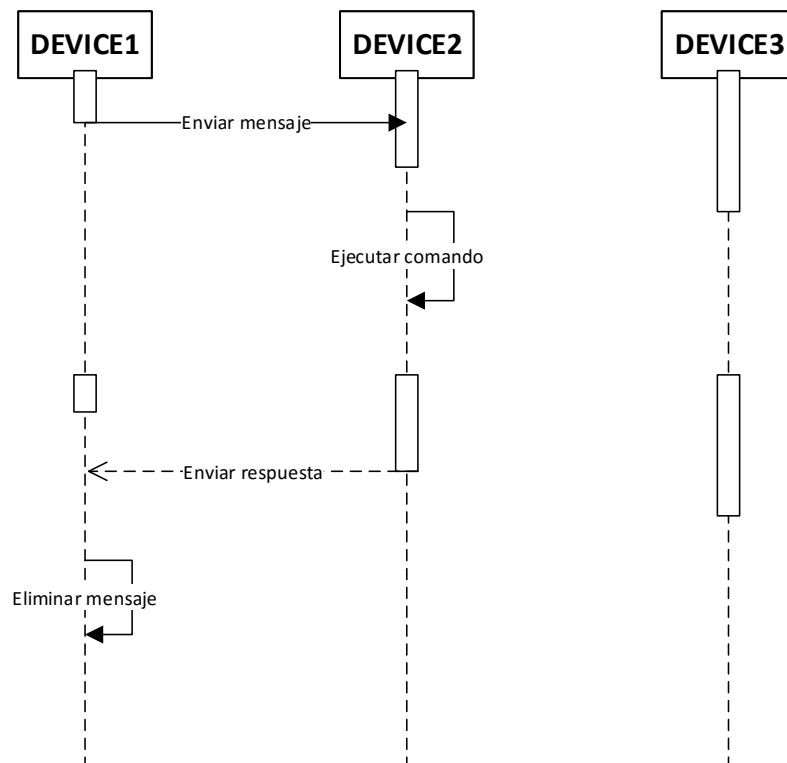 DEVICE1
DEVICE2
DEVICE3
Enviar mensaje
Ejecutar comando
Enviar respuesta
Eliminar mensaje